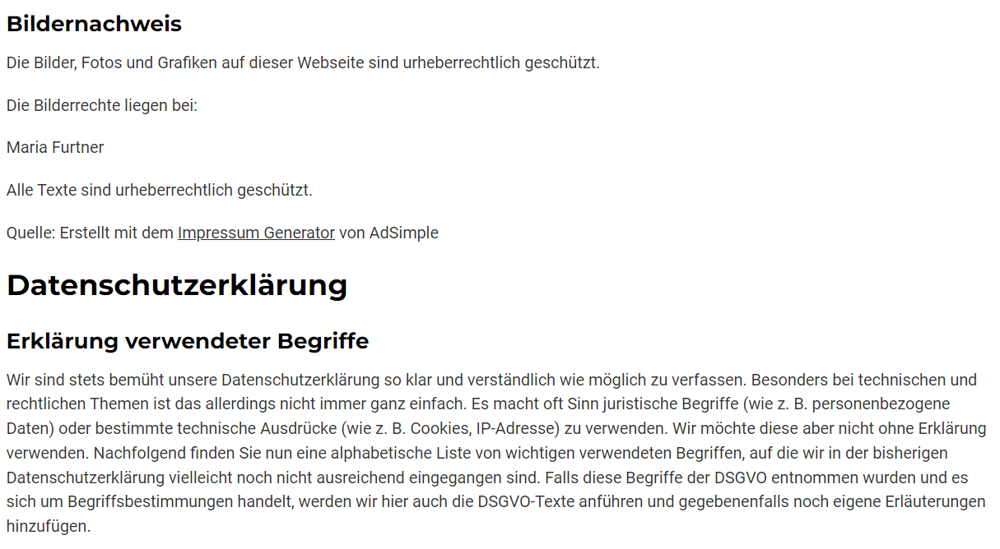 Bildernachweis
Die Bilder, Fotos und Grafiken auf dieser Webseite sind urheberrechtlich geschützt.
Die Bilderrechte liegen bei:
Maria Furtner
Alle Texte sind urheberrechtlich geschützt.
Quelle: Erstellt mit dem Impressum Generator von AdSimple
Datenschutzerklärung
Erklärung verwendeter Begriffe
Wir sind stets bemüht unsere Datenschutzerklärung so klar und verständlich wie möglich zu verfassen. Besonders bei technischen und
rechtlichen Themen ist das allerdings nicht immer ganz einfach. Es macht oft Sinn juristische Begriffe (wie z. B. personenbezogene
Daten) oder bestimmte technische Ausdrücke (wie z. B. Cookies, IP-Adresse) zu verwenden. Wir möchte diese aber nicht ohne Erklärung
verwenden. Nachfolgend finden Sie nun eine alphabetische Liste von wichtigen verwendeten Begriffen, auf die wir in der bisherigen
Datenschutzerklärung vielleicht noch nicht ausreichend eingegangen sind. Falls diese Begriffe der DSGVO entnommen wurden und es
sich um Begriffsbestimmungen handelt, werden wir hier auch die DSGVO-Texte anführen und gegebenenfalls noch eigene Erläuterungen
hinzufügen.